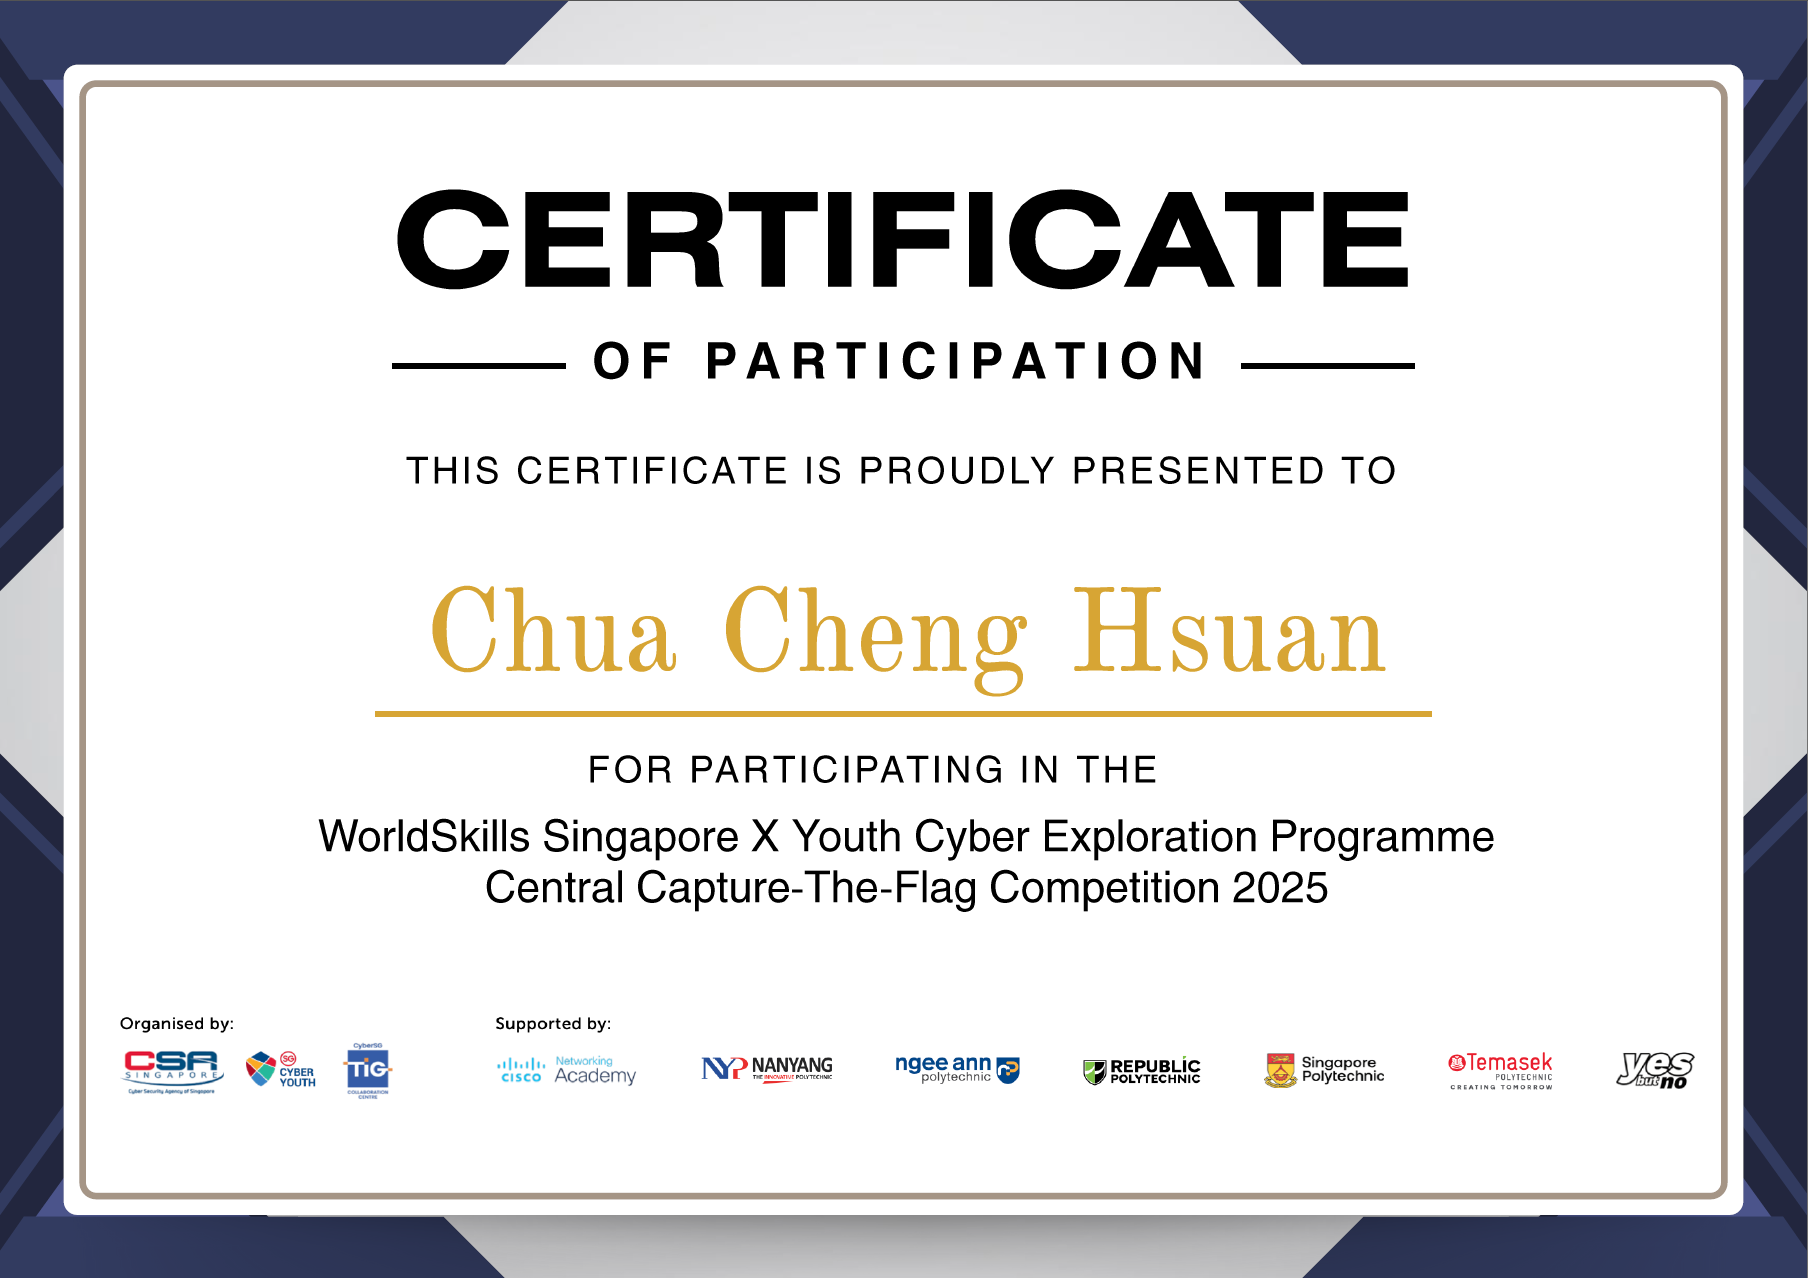 CERTIFICATE
OF PARTICIPATION
THIS CERTIFICATE IS PROUDLY PRESENTED TO
Chua Cheng Hsuan
FOR PARTICIPATING IN THE
WorldSkills Singapore X Youth Cyber Exploration Programme
Central Capture-The-Flag Competition 2025
Organised by:
CSA
SINGAPORE
Cyber Security Agency of Singapore
SG
CYBER
YOUTH
CyberSG
TIG
COLLABORATION
CENTRE
Supported by:
CISCO
Networking
Academy
NYP NANYANG
THE INNOVATIVE POLYTECHNIC
ngee ann
polytechnic
np
REPUBLIC
POLYTECHNIC
Singapore
Polytechnic
Temasek
POLYTECHNIC
CREATING TOMORROW
yes
but no